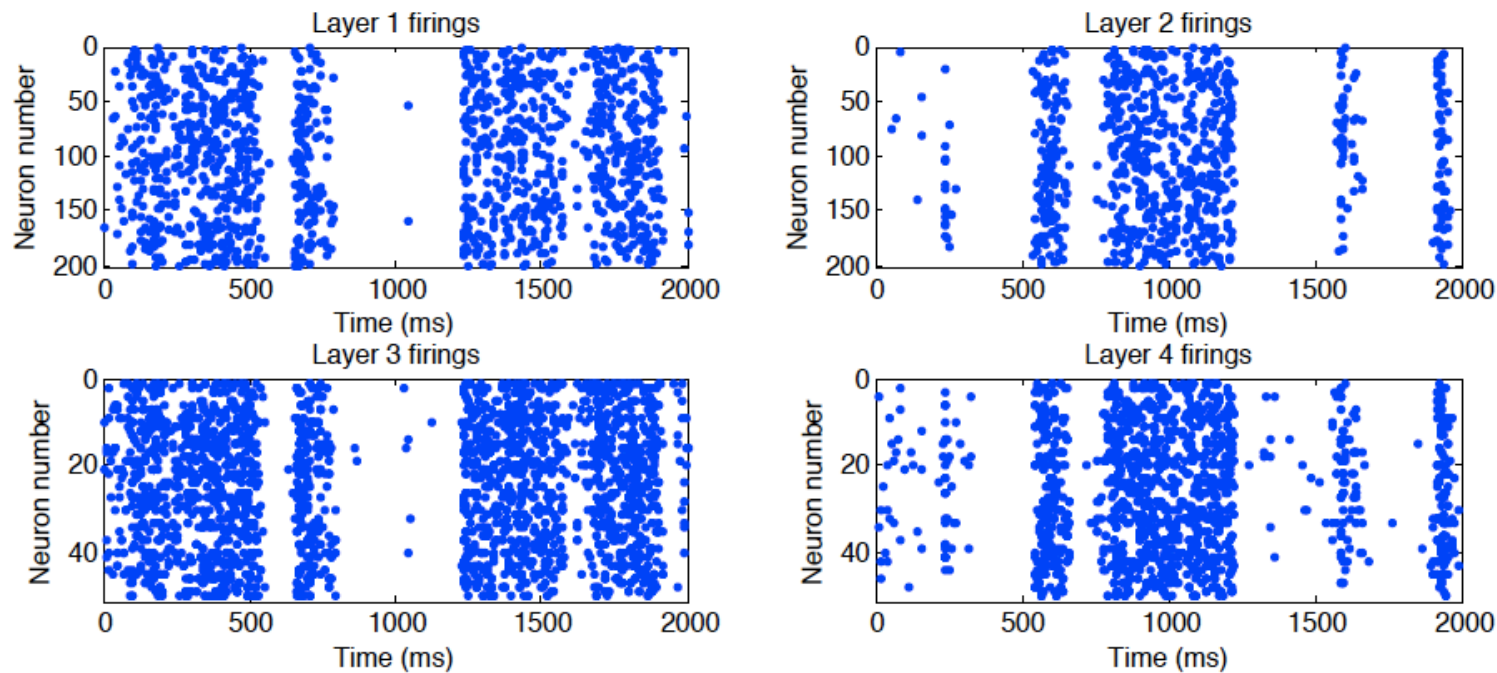 Layer 1 firings
Neuron number
0
50
100
150
200
0 500 1000 1500 2000
Time (ms)
Layer 2 firings
Neuron number
0
50
100
150
200
0 500 1000 1500 2000
Time (ms)
Layer 3 firings
Neuron number
0
20
40
0 500 1000 1500 2000
Time (ms)
Layer 4 firings
Neuron number
0
20
40
0 500 1000 1500 2000
Time (ms)